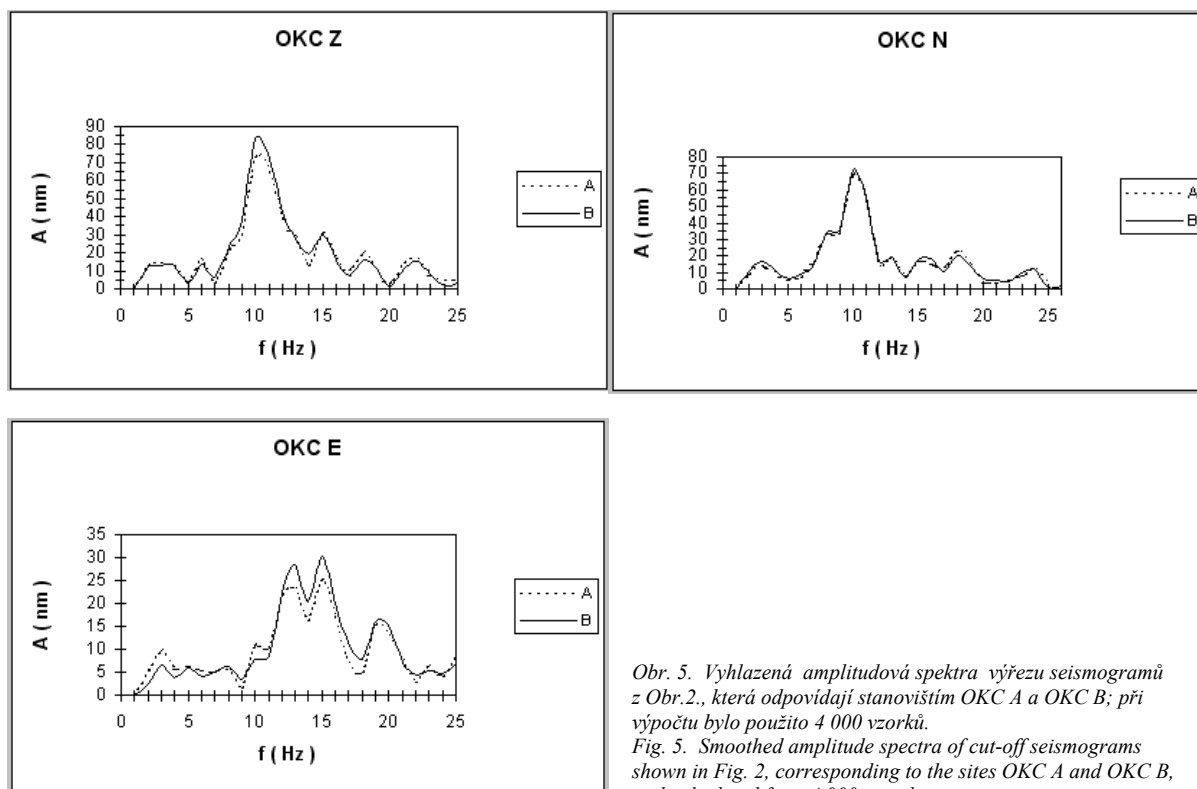 OKC Z
90
80
70
60
50
40
30
20
10
0
A ( nm )
0 5 10 15 20 25
f ( Hz )
A
B
OKC N
80
70
60
50
40
30
20
10
0
A ( nm )
0 5 10 15 20 25
f ( Hz )
A
B
OKC E
35
30
25
20
15
10
5
0
A ( nm )
0 5 10 15 20 25
f ( Hz )
A
B
Obr. 5. Vyhlazená amplitudová spektra výřezu seismogramů
z Obr.2., která odpovídají stanovištím OKC A a OKC B; při
výpočtu bylo použito 4 000 vzorků.
Fig. 5. Smoothed amplitude spectra of cut-off seismograms
shown in Fig. 2, corresponding to the sites OKC A and OKC B,